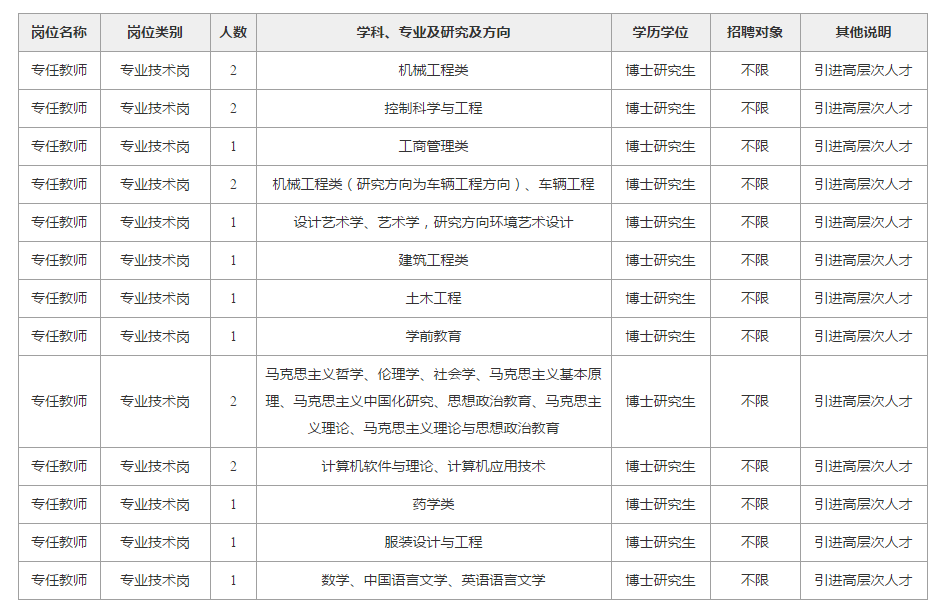 岗位名称 岗位类别 人数 学科、专业及研究及方向 学历学位 招聘对象 其他说明
专任教师 专业技术岗 2 机械工程类 博士研究生 不限 引进高层次人才
专任教师 专业技术岗 2 控制科学与工程 博士研究生 不限 引进高层次人才
专任教师 专业技术岗 1 工商管理类 博士研究生 不限 引进高层次人才
专任教师 专业技术岗 2 机械工程类（研究方向为车辆工程方向）、车辆工程 博士研究生 不限 引进高层次人才
专任教师 专业技术岗 1 设计艺术学、艺术学，研究方向环境艺术设计 博士研究生 不限 引进高层次人才
专任教师 专业技术岗 1 建筑工程类 博士研究生 不限 引进高层次人才
专任教师 专业技术岗 1 土木工程 博士研究生 不限 引进高层次人才
专任教师 专业技术岗 1 学前教育 博士研究生 不限 引进高层次人才
马克思主义哲学、伦理学、社会学、马克思主义基本原
专任教师 专业技术岗 2 理、马克思主义中国化研究、思想政治教育、马克思主 博士研究生 不限 引进高层次人才
义理论、马克思主义理论与思想政治教育
专任教师 专业技术岗 2 计算机软件与理论、计算机应用技术 博士研究生 不限 引进高层次人才
专任教师 专业技术岗 1 药学类 博士研究生 不限 引进高层次人才
专任教师 专业技术岗 1 服装设计与工程 博士研究生 不限 引进高层次人才
专任教师 专业技术岗 1 数学、中国语言文学、英语语言文学 博士研究生 不限 引进高层次人才